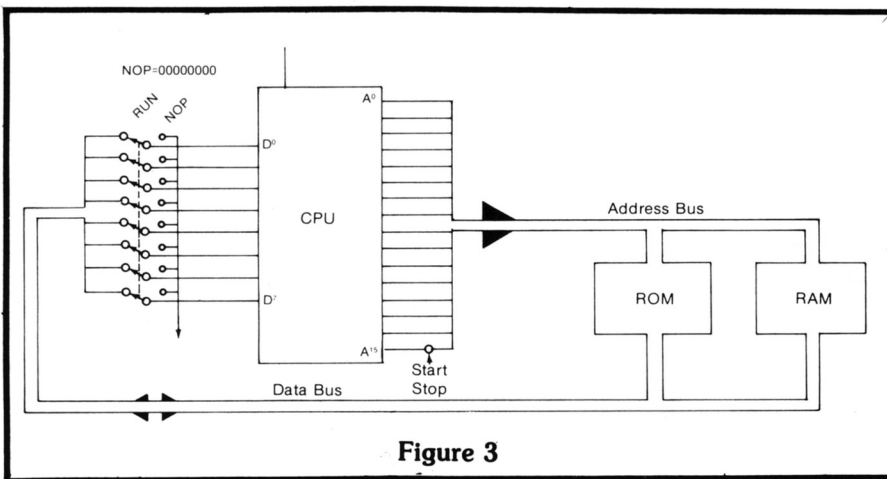 NOP=00000000
RUN
NOP
A⁰
D⁰
CPU
Address Bus
ROM
RAM
D⁷
A¹⁵
Start
Stop
Data Bus
Figure 3